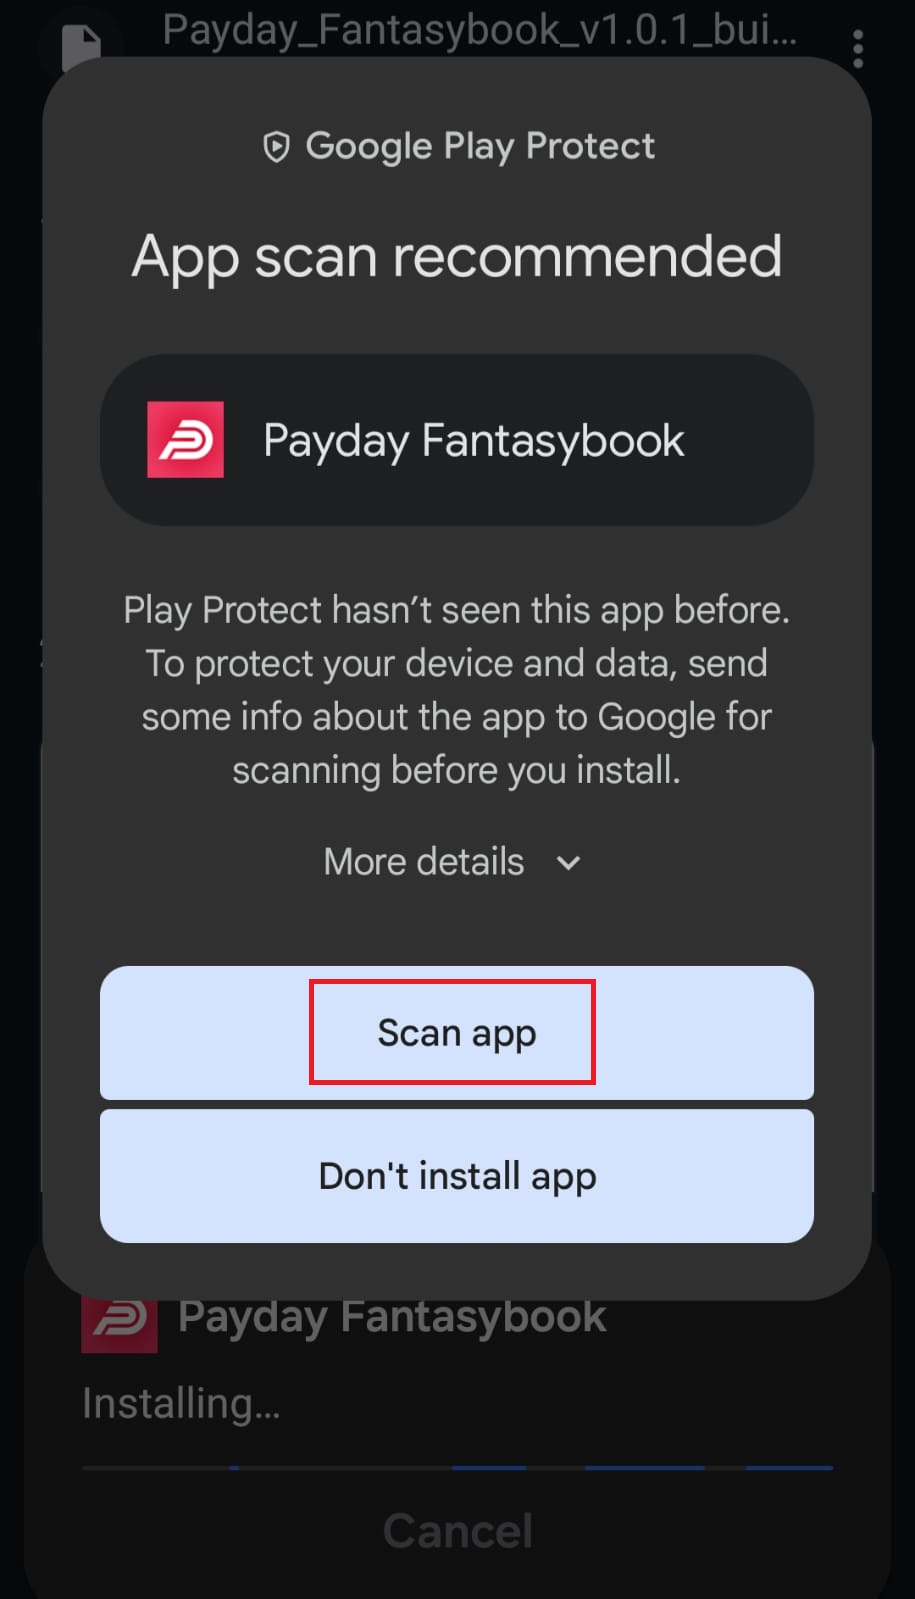 Payday_Fantasybook_v1.0.1_bui...
Google Play Protect
App scan recommended
Payday Fantasybook
Play Protect hasn’t seen this app before.
To protect your device and data, send
some info about the app to Google for
scanning before you install.
More details
Scan app
Don't install app
Payday Fantasybook
Installing...
Cancel